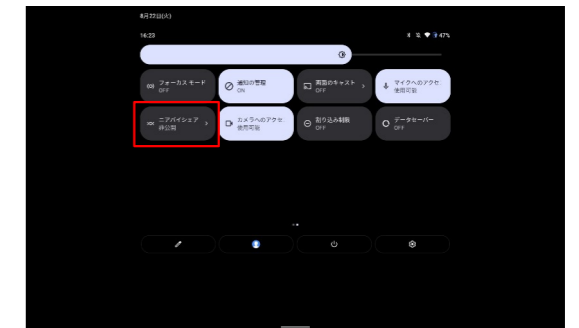 8月22日(火)
16:23
47%
フォーカス モード
OFF
通知の管理
ON
画面のキャスト
OFF
マイクへのアクセ
使用可能
ニアバイシェア
非公開
カメラへのアクセ
使用可能
割り込み制限
OFF
データセーバー
OFF